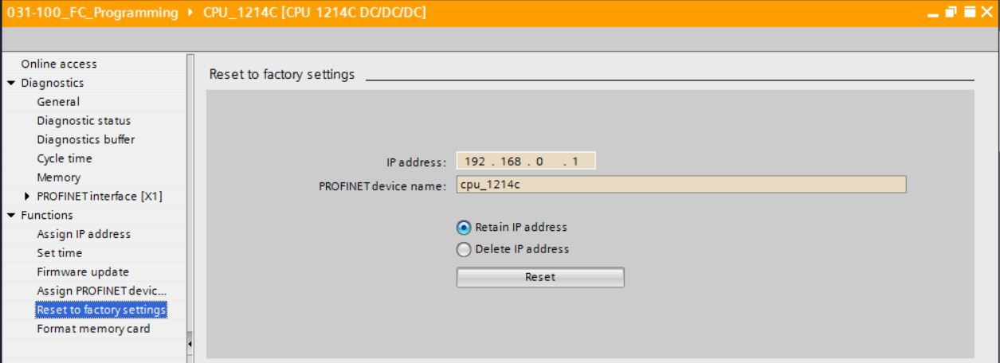 031-100_FC_Programming ▸ CPU_1214C [CPU 1214C DC/DC/DC]
Online access
Diagnostics
General
Diagnostic status
Diagnostics buffer
Cycle time
Memory
PROFINET interface [X1]
Functions
Assign IP address
Set time
Firmware update
Assign PROFINET devic...
Reset to factory settings
Format memory card
Reset to factory settings
IP address: 192 . 168 . 0 . 1
PROFINET device name: cpu_1214c
Retain IP address
Delete IP address
Reset